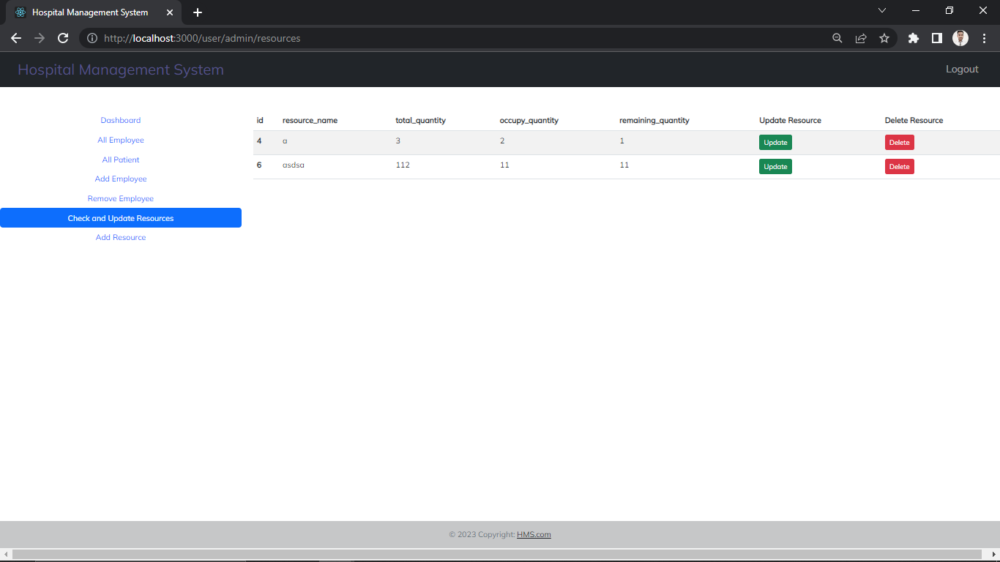 Hospital Management System
http://localhost:3000/user/admin/resources
Hospital Management System
Logout
Dashboard
All Employee
All Patient
Add Employee
Remove Employee
Check and Update Resources
Add Resource
id resource_name total_quantity occupy_quantity remaining_quantity Update Resource Delete Resource
4 a 3 2 1 Update Delete
6 asdsa 112 11 11 Update Delete
© 2023 Copyright: HMS.com